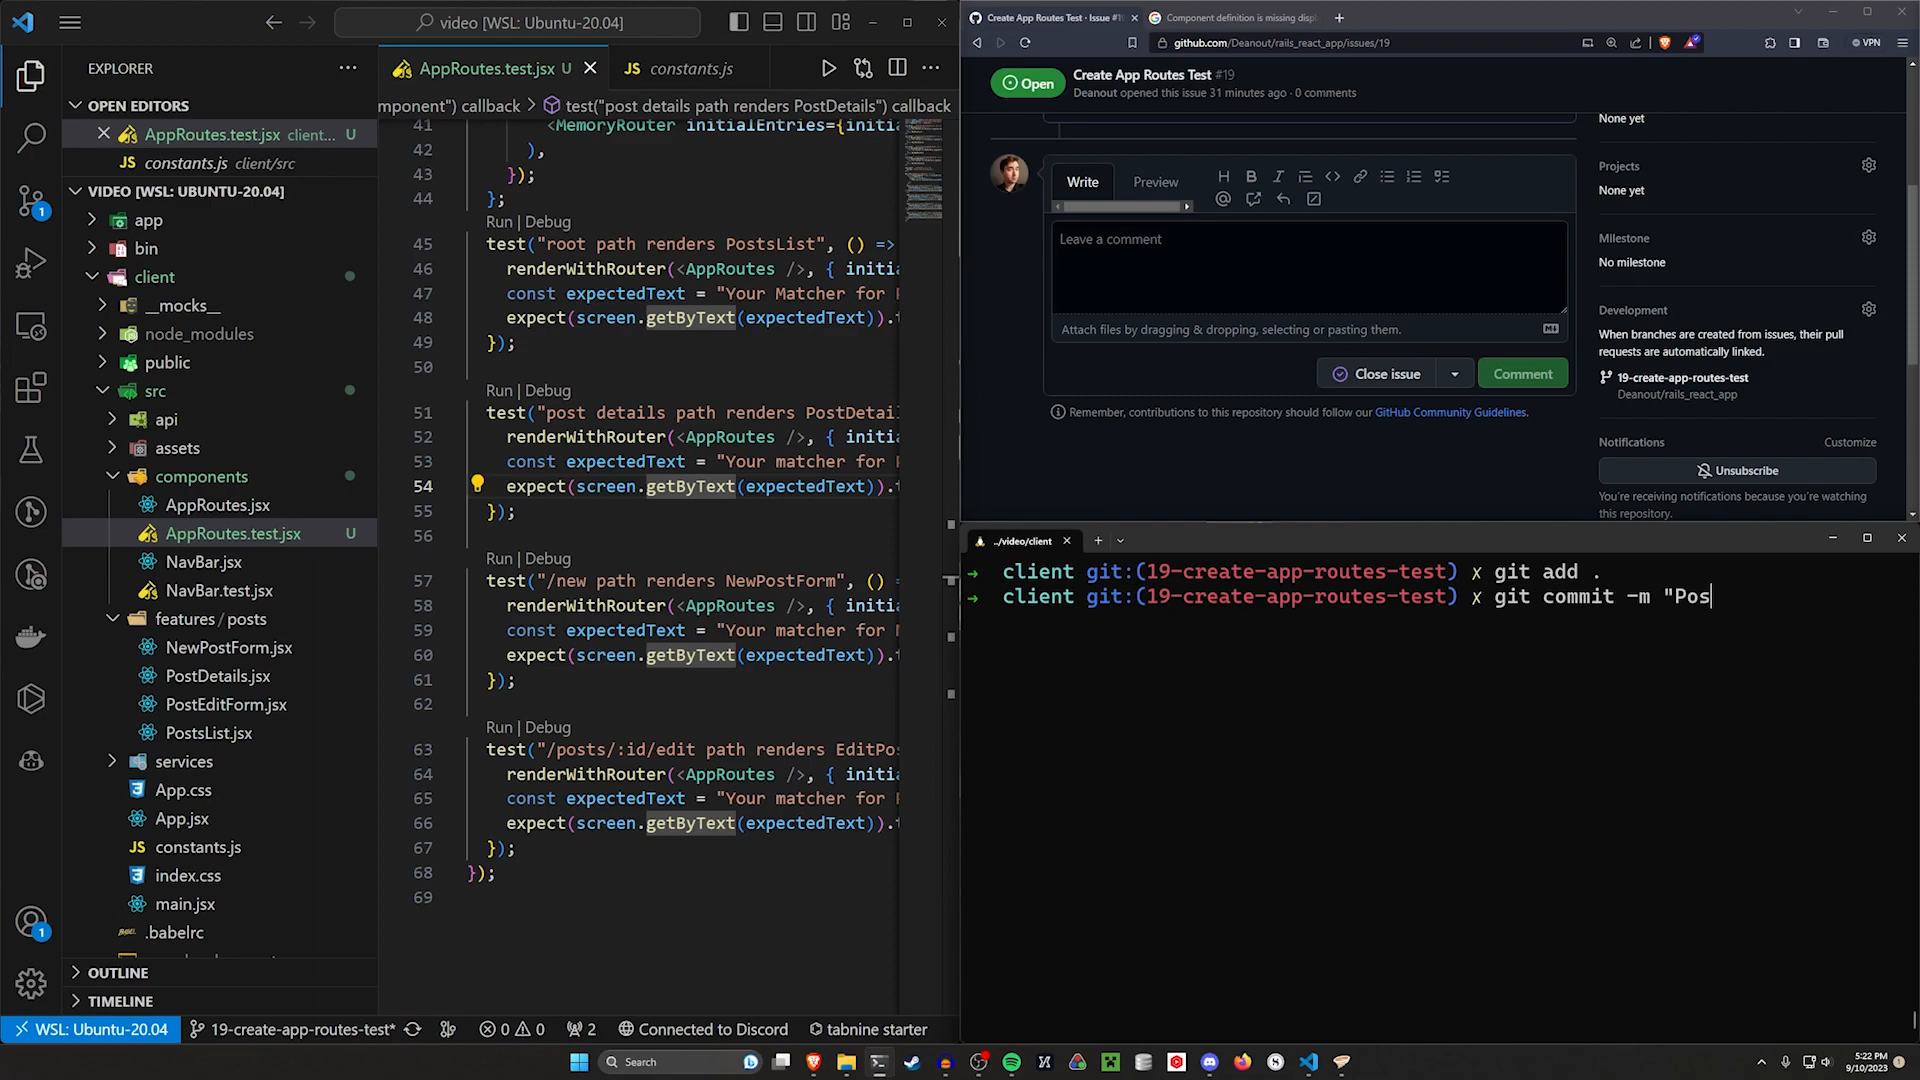 video [WSL: Ubuntu-20.04]
EXPLORER
OPEN EDITORS
AppRoutes.test.jsx client... U
constants.js client/src
VIDEO [WSL: UBUNTU-20.04]
app
bin
client
__mocks__
node_modules
public
src
api
assets
components
AppRoutes.jsx
AppRoutes.test.jsx U
NavBar.jsx
NavBar.test.jsx
features / posts
NewPostForm.jsx
PostDetails.jsx
PostEditForm.jsx
PostsList.jsx
services
App.css
App.jsx
constants.js
index.css
main.jsx
.babelrc
OUTLINE
TIMELINE
AppRoutes.test.jsx U
constants.js
mponent") callback > test("post details path renders PostDetails") callback
41 <MemoryRouter initialEntries={initia
42 ),
43 });
44 };
Run | Debug
45 test("root path renders PostsList", () =>
46 renderWithRouter(<AppRoutes />, { initia
47 const expectedText = "Your Matcher for P
48 expect(screen.getByText(expectedText)).t
49 });
50
Run | Debug
51 test("post details path renders PostDetail
52 renderWithRouter(<AppRoutes />, { initia
53 const expectedText = "Your matcher for P
54 expect(screen.getByText(expectedText)).t
55 });
56
Run | Debug
57 test("/new path renders NewPostForm", () =
58 renderWithRouter(<AppRoutes />, { initia
59 const expectedText = "Your matcher for N
60 expect(screen.getByText(expectedText)).t
61 });
62
Run | Debug
63 test("/posts/:id/edit path renders EditPos
64 renderWithRouter(<AppRoutes />, { initia
65 const expectedText = "Your matcher for P
66 expect(screen.getByText(expectedText)).t
67 });
68 });
69
WSL: Ubuntu-20.04 19-create-app-routes-test* 0 0 2 Connected to Discord tabnine starter
Create App Routes Test · Issue #1
Component definition is missing disp
github.com/Deanout/rails_react_app/issues/19
VPN
Open
Create App Routes Test #19
Deanout opened this issue 31 minutes ago · 0 comments
Write
Preview
Leave a comment
Attach files by dragging & dropping, selecting or pasting them.
Close issue
Comment
Remember, contributions to this repository should follow our GitHub Community Guidelines.
None yet
Projects
None yet
Milestone
No milestone
Development
When branches are created from issues, their pull
requests are automatically linked.
19-create-app-routes-test
Deanout/rails_react_app
Notifications Customize
Unsubscribe
You're receiving notifications because you're watching
this repository.
../video/client
→ client git:(19-create-app-routes-test) ✗ git add .
→ client git:(19-create-app-routes-test) ✗ git commit -m "Pos
Search
5:22 PM
9/10/2023